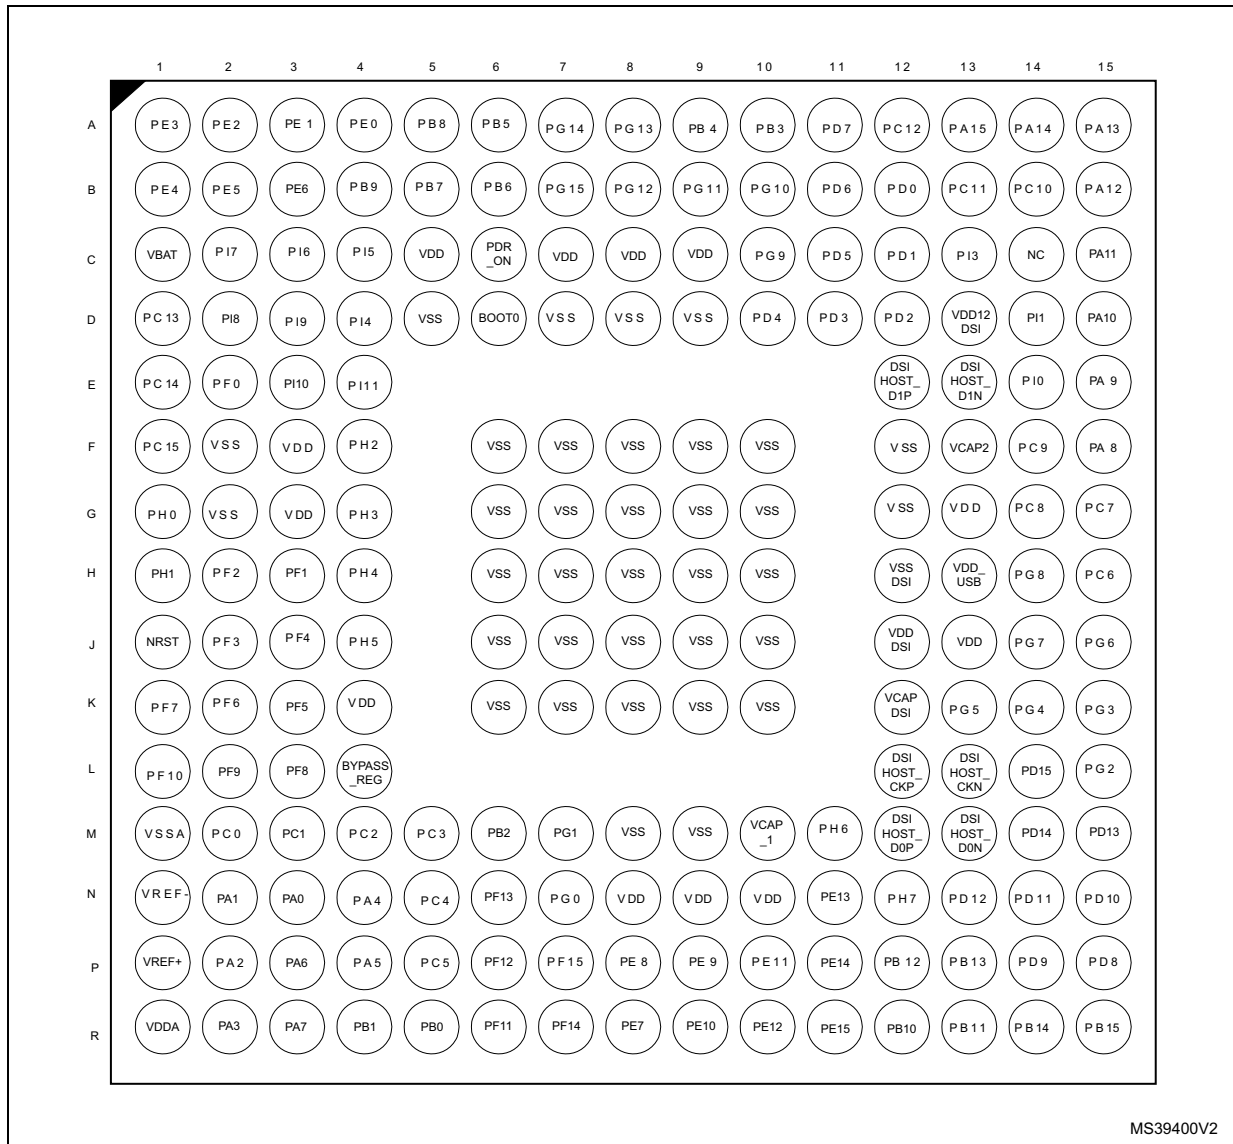 1 2 3 4 5 6 7 8 9 10 11 12 13 14 15
A PE3 PE2 PE 1 PE0 PB8 PB5 PG14 PG13 PB 4 PB3 PD7 PC12 PA15 PA14 PA13
B PE4 PE5 PE6 PB9 PB7 PB6 PG15 PG12 PG11 PG10 PD6 PD0 PC11 PC10 PA12
C VBAT PI7 PI6 PI5 VDD PDR _ON VDD VDD VDD PG9 PD5 PD1 PI3 NC PA11
D PC13 PI8 PI9 PI4 VSS BOOT0 VSS VSS VSS PD4 PD3 PD2 VDD12 DSI PI1 PA10
E PC14 PF0 PI10 PI11 DSI HOST_ D1P DSI HOST_ D1N PI0 PA 9
F PC15 VSS VDD PH2 VSS VSS VSS VSS VSS VSS VCAP2 PC9 PA 8
G PH0 VSS VDD PH3 VSS VSS VSS VSS VSS VSS VDD PC8 PC7
H PH1 PF2 PF1 PH4 VSS VSS VSS VSS VSS VSS DSI VDD_ USB PG8 PC6
J NRST PF3 PF4 PH5 VSS VSS VSS VSS VSS VDD DSI VDD PG7 PG6
K PF7 PF6 PF5 VDD VSS VSS VSS VSS VSS VCAP DSI PG5 PG4 PG3
L PF10 PF9 PF8 BYPASS _REG DSI HOST_ CKP DSI HOST_ CKN PD15 PG2
M VSSA PC0 PC1 PC2 PC3 PB2 PG1 VSS VSS VCAP _1 PH6 DSI HOST_ D0P DSI HOST_ D0N PD14 PD13
N VREF- PA1 PA0 PA4 PC4 PF13 PG0 VDD VDD VDD PE13 PH7 PD12 PD11 PD10
P VREF+ PA2 PA6 PA5 PC5 PF12 PF15 PE 8 PE 9 PE11 PE14 PB 12 PB13 PD9 PD8
R VDDA PA3 PA7 PB1 PB0 PF11 PF14 PE7 PE10 PE12 PE15 PB10 PB11 PB14 PB15
MS39400V2